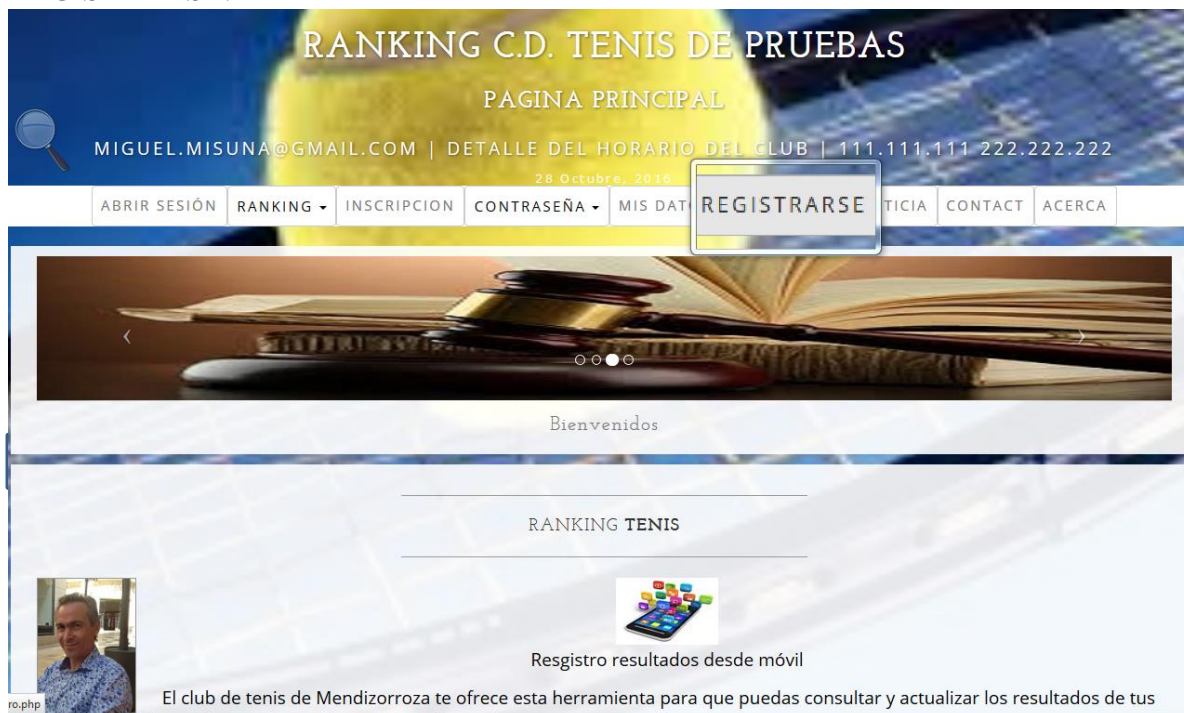 RANKING C.D. TENIS DE PRUEBAS
PAGINA PRINCIPAL
MIGUEL.MISUNA@GMAIL.COM | DETALLE DEL HORARIO DEL CLUB | 111.111.111 222.222.222
28 Octubre, 2016
ABRIR SESIÓN RANKING INSCRIPCION CONTRASEÑA MIS DAT REGISTRARSE TICIA CONTACT ACERCA
Bienvenidos
RANKING TENIS
Resgistro resultados desde móvil
El club de tenis de Mendizorroza te ofrece esta herramienta para que puedas consultar y actualizar los resultados de tus
ro.php